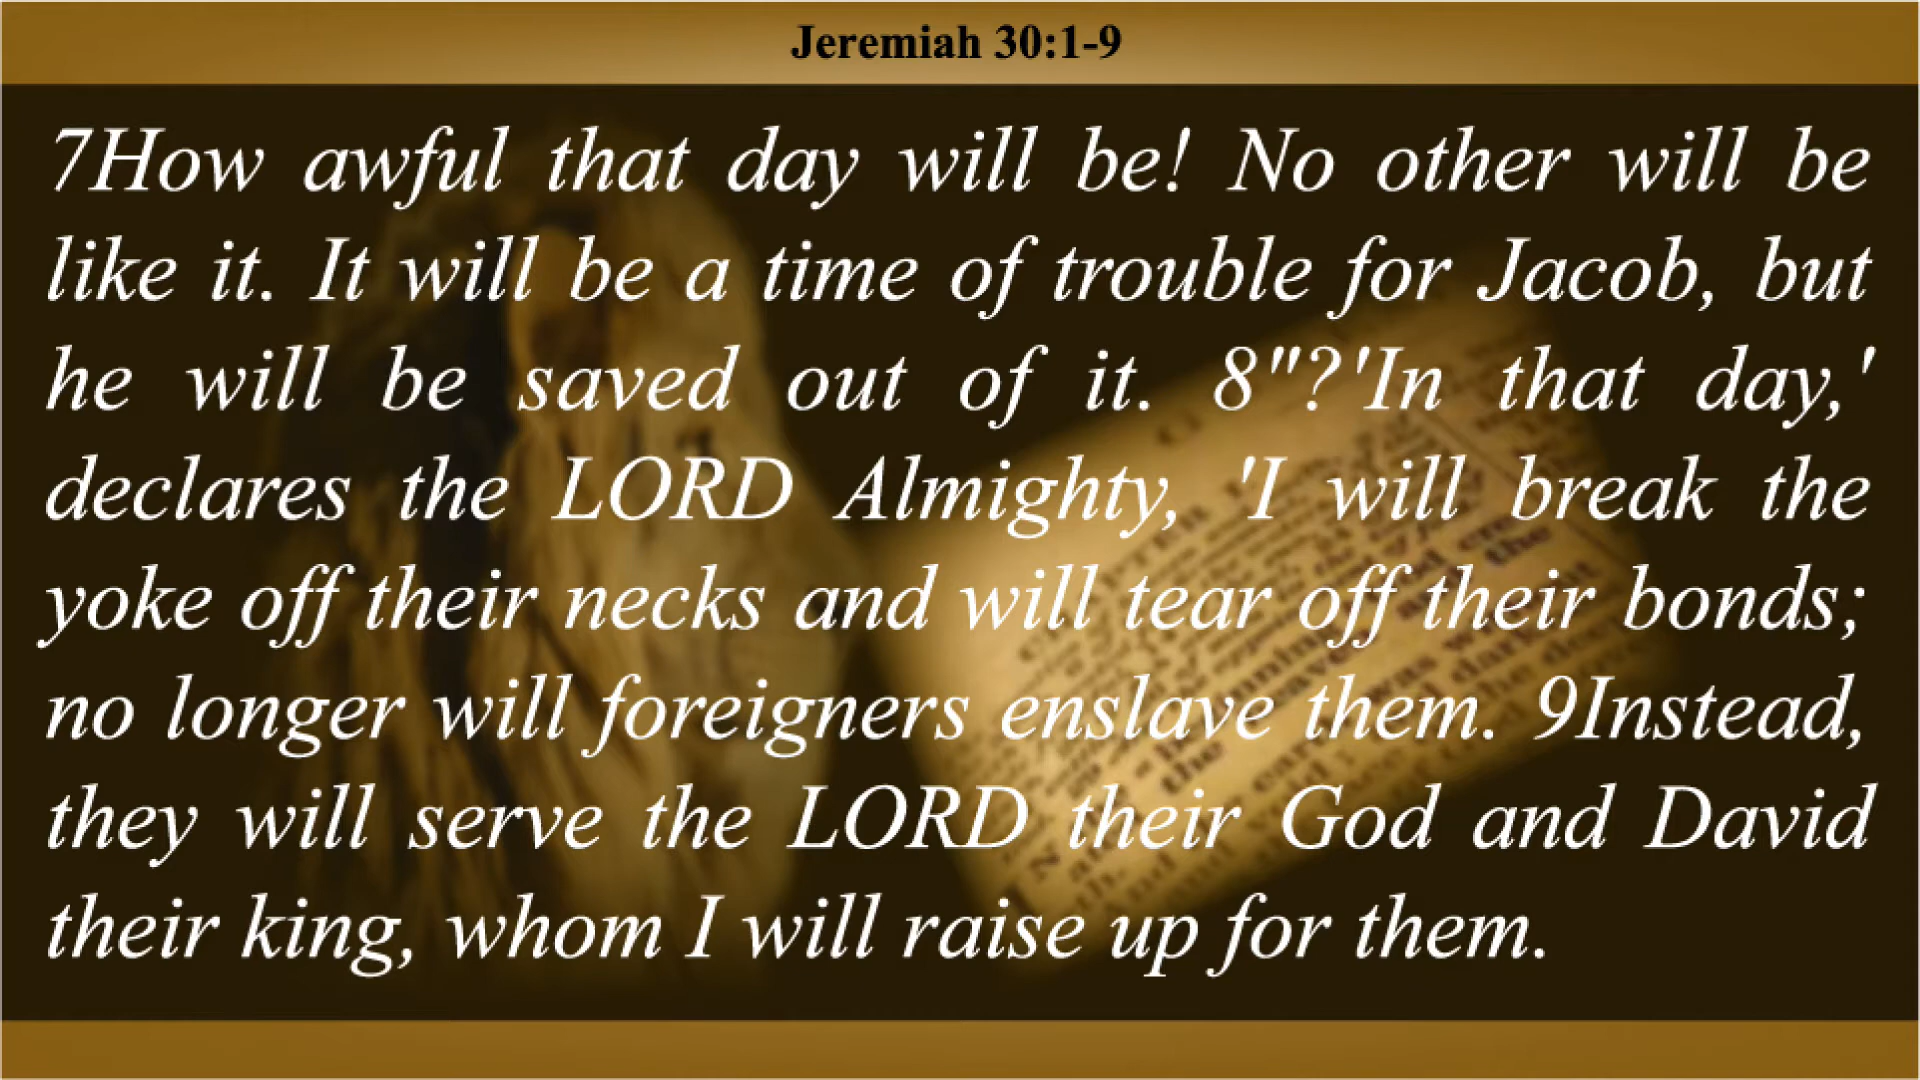 Jeremiah 30:1-9
7How awful that day will be! No other will be
like it. It will be a time of trouble for Jacob, but
he will be saved out of it. 8"?'In that day,'
declares the LORD Almighty, 'I will break the
yoke off their necks and will tear off their bonds;
no longer will foreigners enslave them. 9Instead,
they will serve the LORD their God and David
their king, whom I will raise up for them.